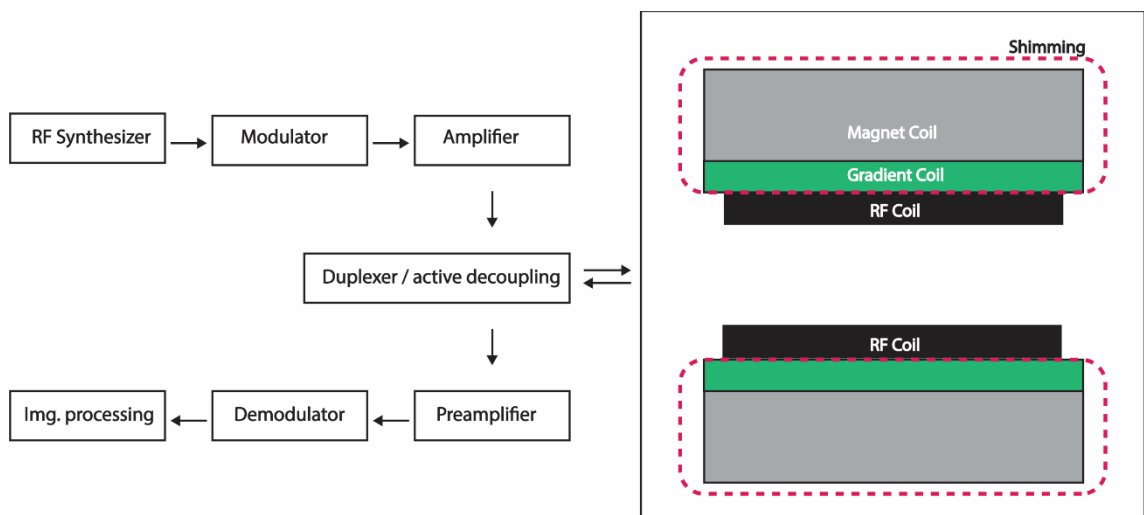 Shimming
RF Synthesizer
Modulator
Amplifier
Magnet Coil
Gradient Coil
RF Coil
Duplexer / active decoupling
RF Coil
Img. processing
Demodulator
Preamplifier